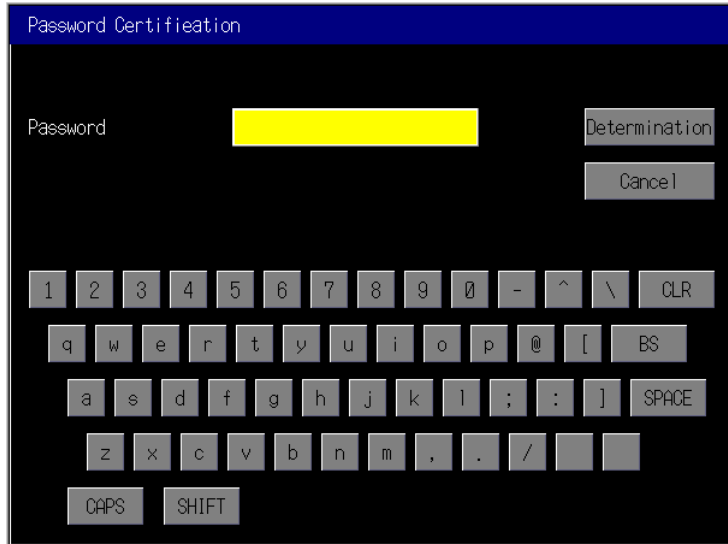 Password Certifieation
Password
Determination
Cancel
1 2 3 4 5 6 7 8 9 0 - ^ \ CLR
q w e r t y u i o p @ [ BS
a s d f g h j k l ; : ] SPACE
z x c v b n m , . /
CAPS SHIFT